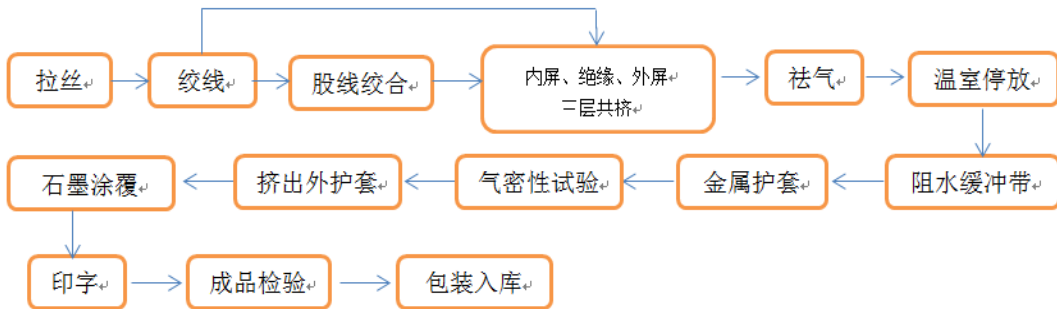 拉丝
绞线
股线绞合
内屏、绝缘、外屏
三层共挤
祛气
温室停放
石墨涂覆
挤出外护套
气密性试验
金属护套
阻水缓冲带
印字
成品检验
包装入库